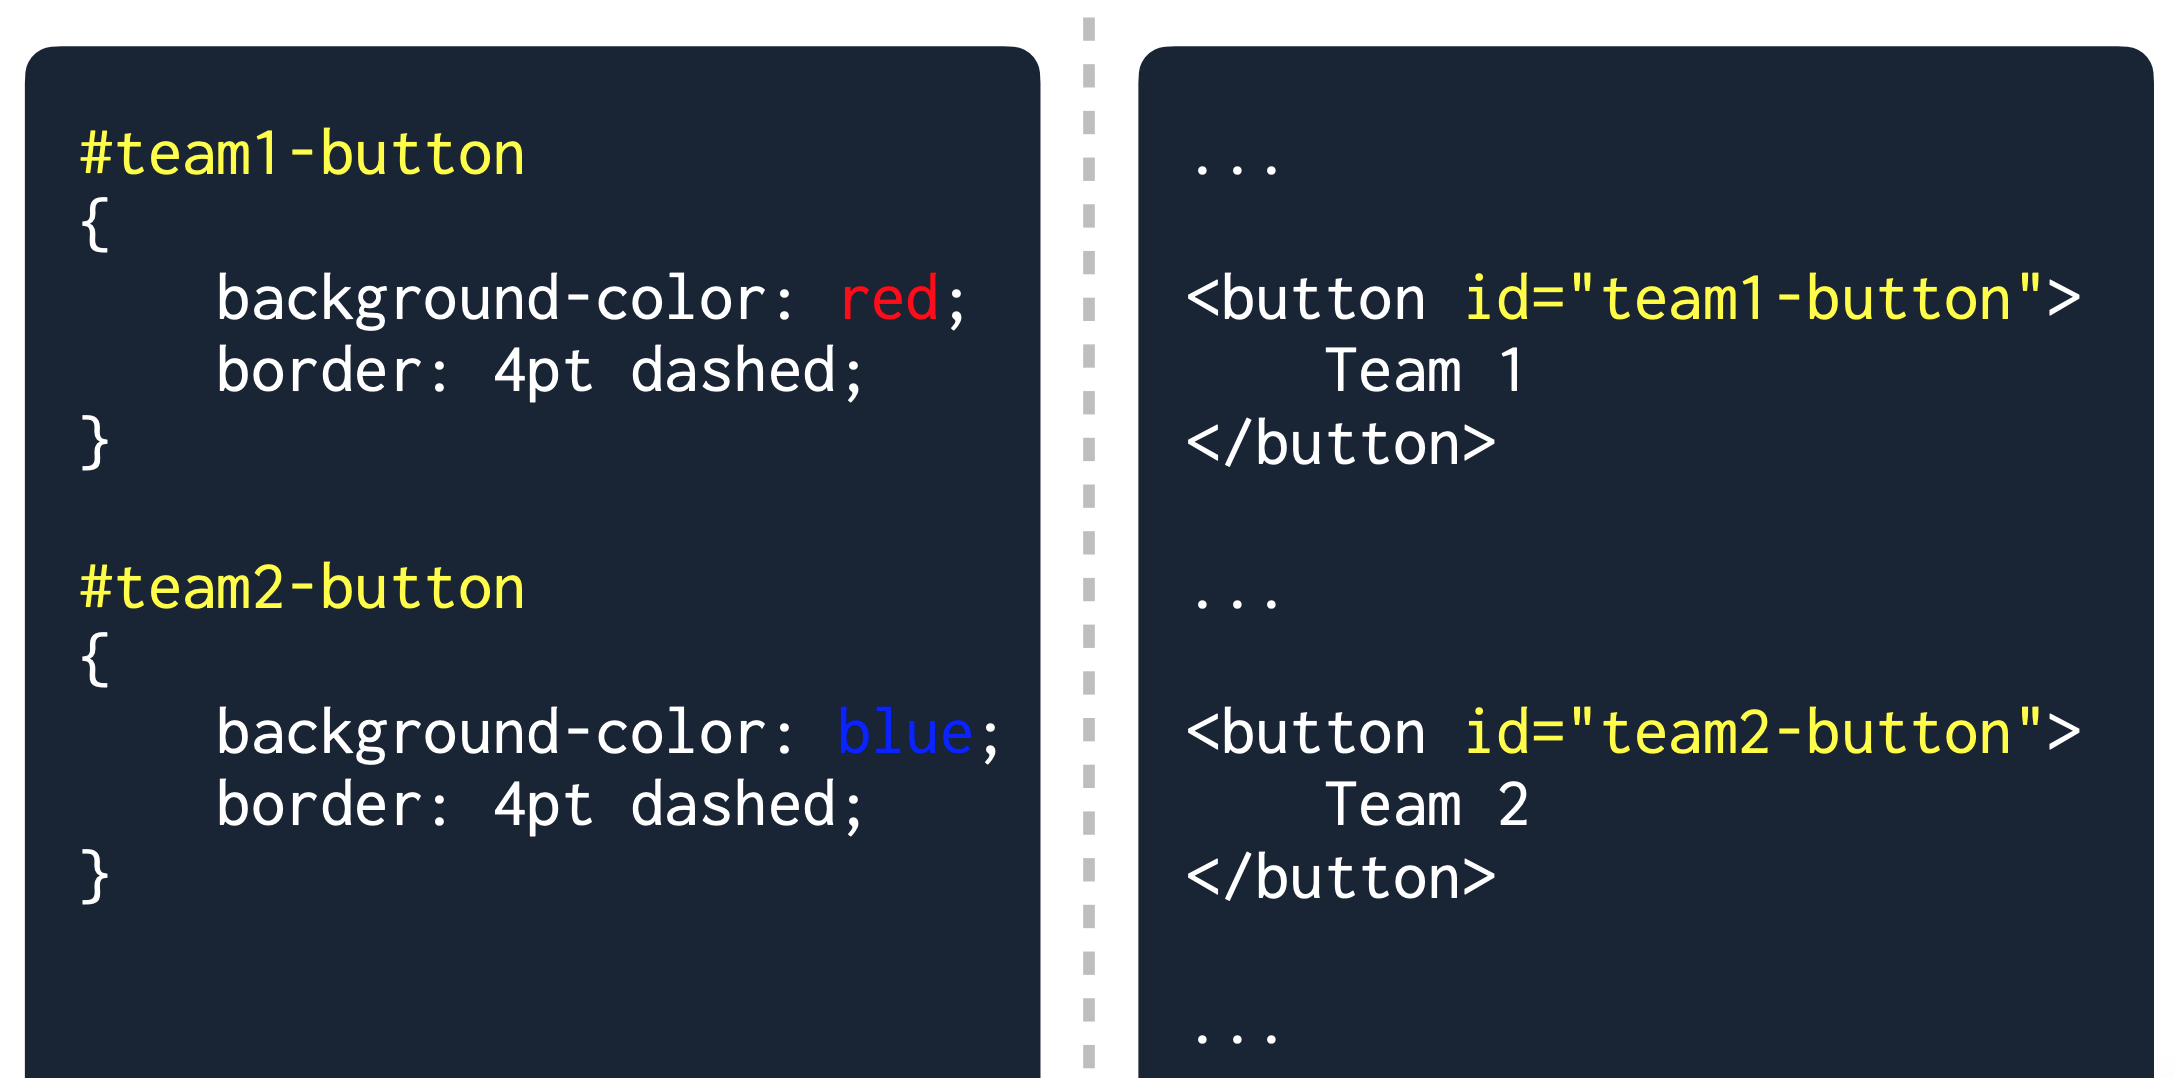 #team1-button
{
    background-color: red;
    border: 4pt dashed;
}

#team2-button
{
    background-color: blue;
    border: 4pt dashed;
}

...

<button id="team1-button">
    Team 1
</button>

...

<button id="team2-button">
    Team 2
</button>

...